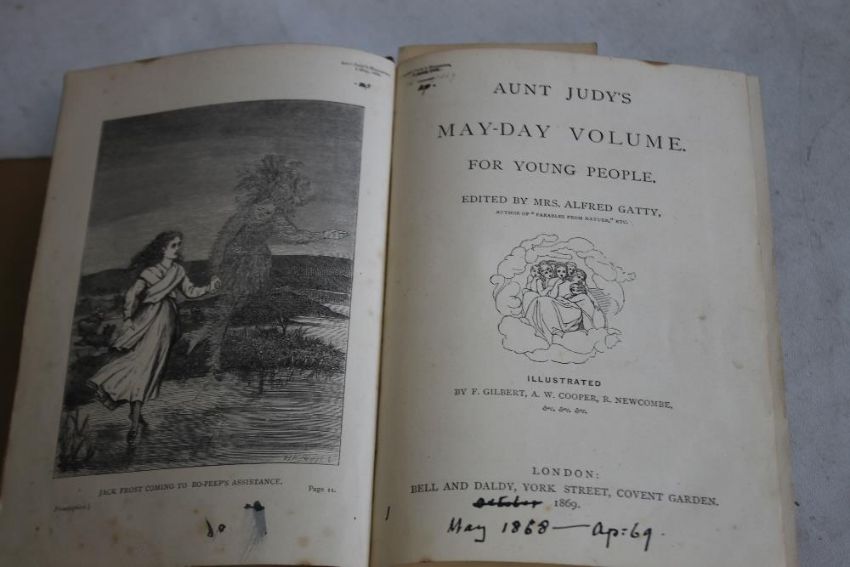 JACK FROST COMING TO BO-PEEP'S ASSISTANCE. Page 11.
Frontispiece.]
AUNT JUDY'S
MAY-DAY VOLUME.
FOR YOUNG PEOPLE.
EDITED BY MRS. ALFRED GATTY,
AUTHOR OF "PARABLES FROM NATURE," ETC.
ILLUSTRATED
BY F. GILBERT, A. W. COOPER, R. NEWCOMBE,
&c. &c. &c.
LONDON:
BELL AND DALDY, YORK STREET, COVENT GARDEN.
October 1869.
May 1868 — Ap: 69.